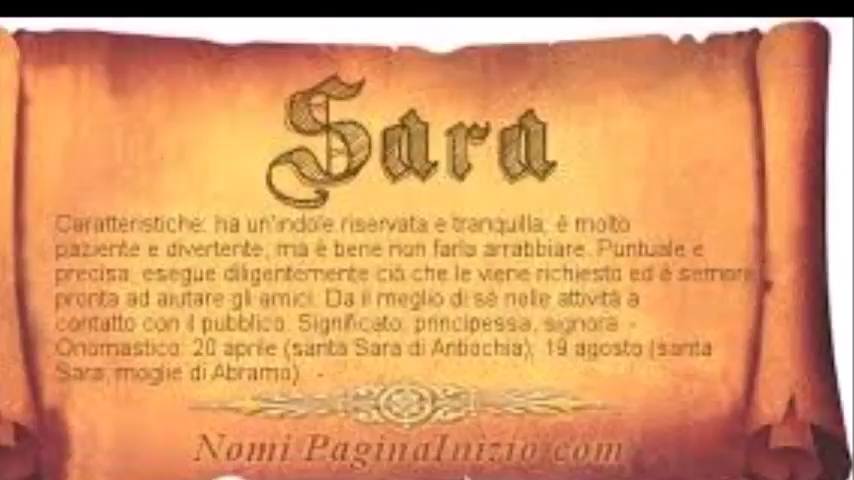 Sara
Caratteristiche: ha un'indole riservata e tranquilla, è molto
paziente e divertente, ma è bene non farla arrabbiare. Puntuale e
precisa, esegue diligentemente ciò che le viene richiesto ed è sempre
pronta ad aiutare gli amici. Da il meglio di sé nelle attività a
contatto con il pubblico. Significato: principessa, signora -
Onomastico: 20 aprile (santa Sara di Antiochia); 19 agosto (santa
Sara, moglie di Abramo) -
Nomi.PaginaInizio.com